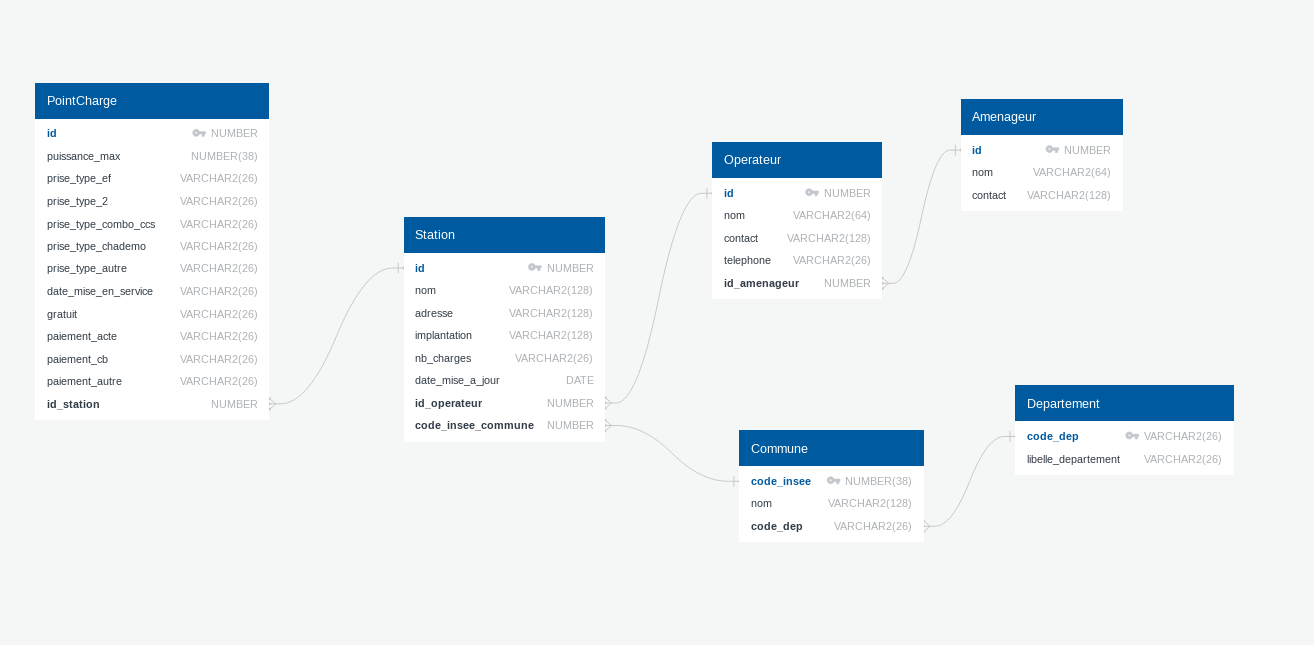 PointCharge
id NUMBER
puissance_max NUMBER(38)
prise_type_ef VARCHAR2(26)
prise_type_2 VARCHAR2(26)
prise_type_combo_ccs VARCHAR2(26)
prise_type_chademo VARCHAR2(26)
prise_type_autre VARCHAR2(26)
date_mise_en_service VARCHAR2(26)
gratuit VARCHAR2(26)
paiement_acte VARCHAR2(26)
paiement_cb VARCHAR2(26)
paiement_autre VARCHAR2(26)
id_station NUMBER
Station
id NUMBER
nom VARCHAR2(128)
adresse VARCHAR2(128)
implantation VARCHAR2(128)
nb_charges VARCHAR2(26)
date_mise_a_jour DATE
id_operateur NUMBER
code_insee_commune NUMBER
Operateur
id NUMBER
nom VARCHAR2(64)
contact VARCHAR2(128)
telephone VARCHAR2(26)
id_amenageur NUMBER
Amenageur
id NUMBER
nom VARCHAR2(64)
contact VARCHAR2(128)
Commune
code_insee NUMBER(38)
nom VARCHAR2(128)
code_dep VARCHAR2(26)
Departement
code_dep VARCHAR2(26)
libelle_departement VARCHAR2(26)